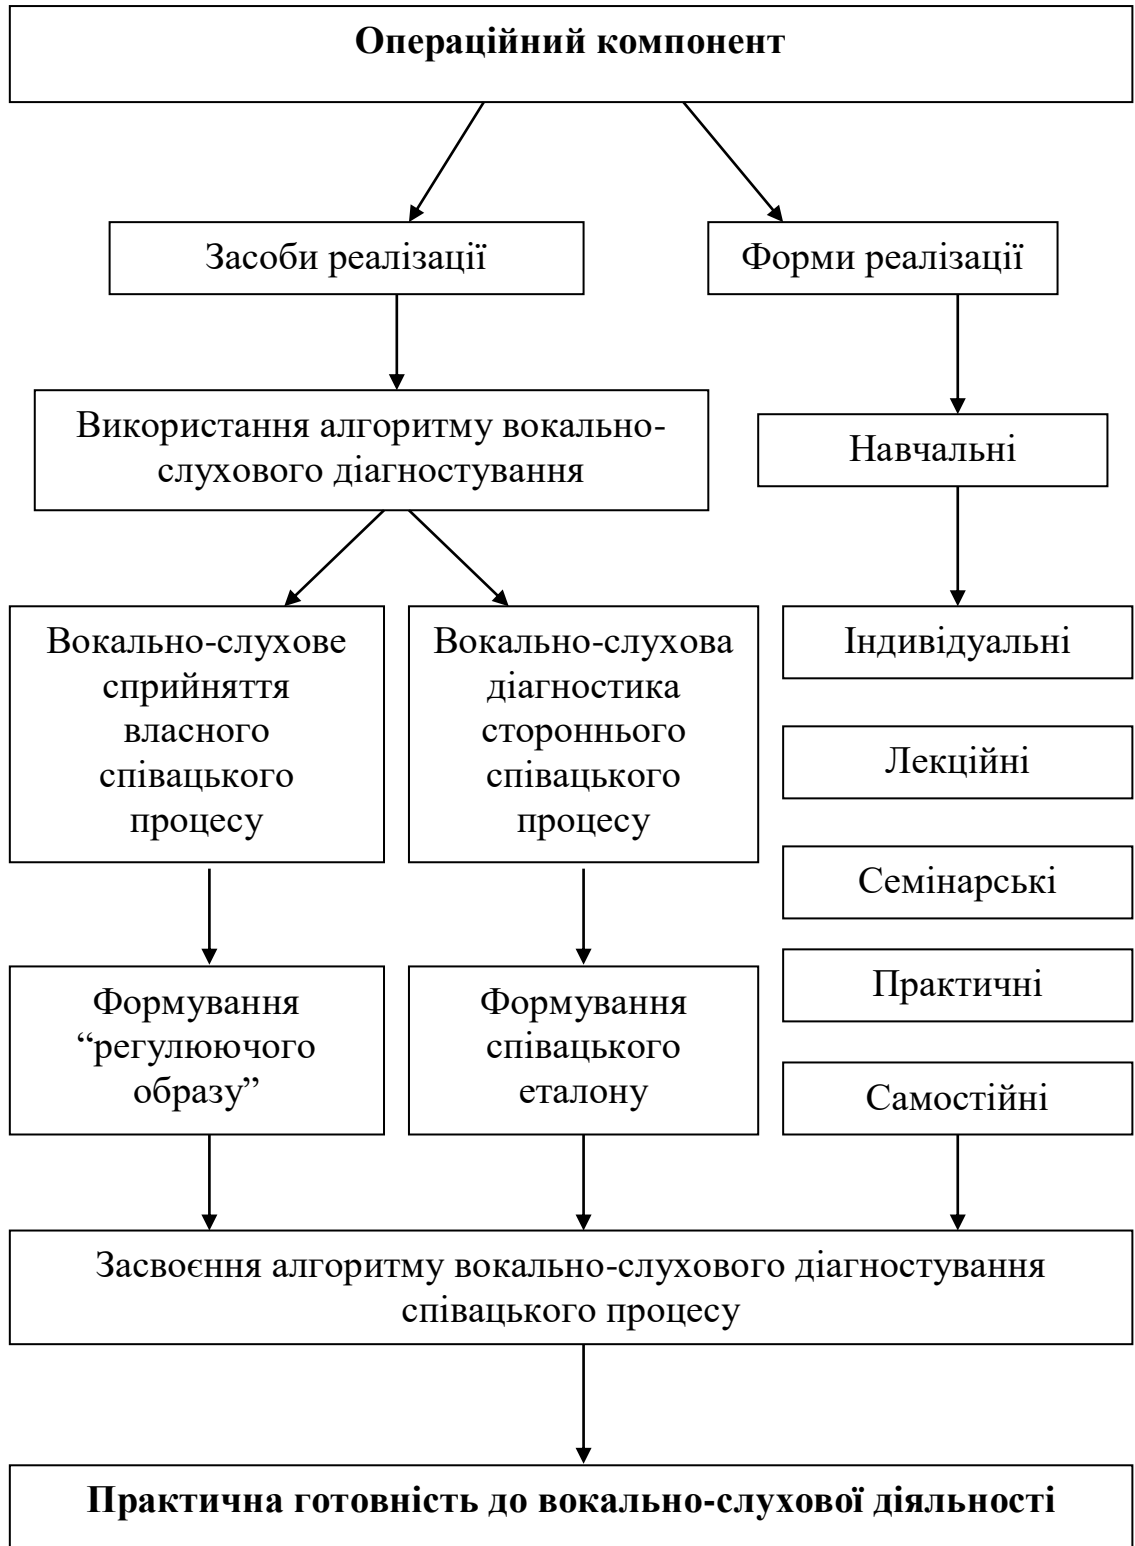 Операційний компонент
Засоби реалізації
Форми реалізації
Використання алгоритму вокально-
слухового діагностування
Навчальні
Вокально-слухове
сприйняття
власного
співацького
процесу
Вокально-слухова
діагностика
стороннього
співацького
процесу
Індивідуальні
Лекційні
Семінарські
Практичні
Самостійні
Формування
“регулюючого
образу”
Формування
співацького
еталону
Засвоєння алгоритму вокально-слухового діагностування
співацького процесу
Практична готовність до вокально-слухової діяльності